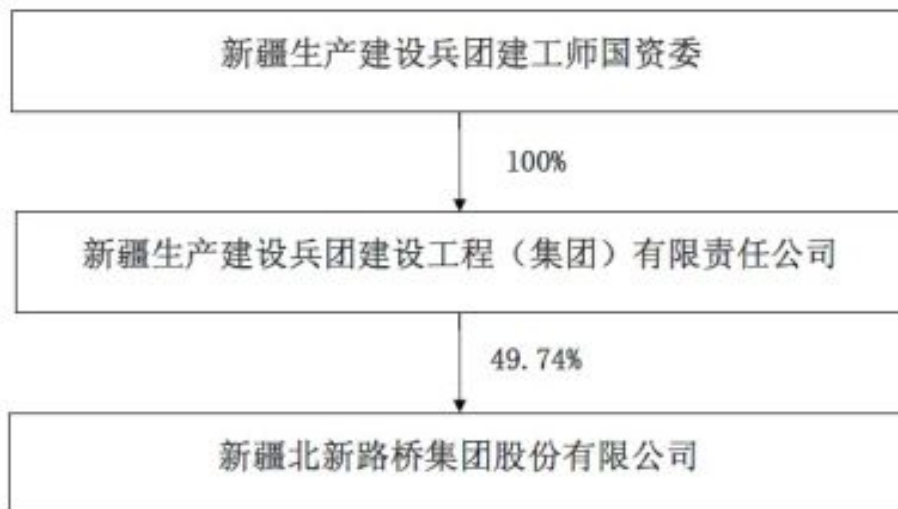 新疆生产建设兵团建工师国资委
100%
新疆生产建设兵团建设工程（集团）有限责任公司
49.74%
新疆北新路桥集团股份有限公司